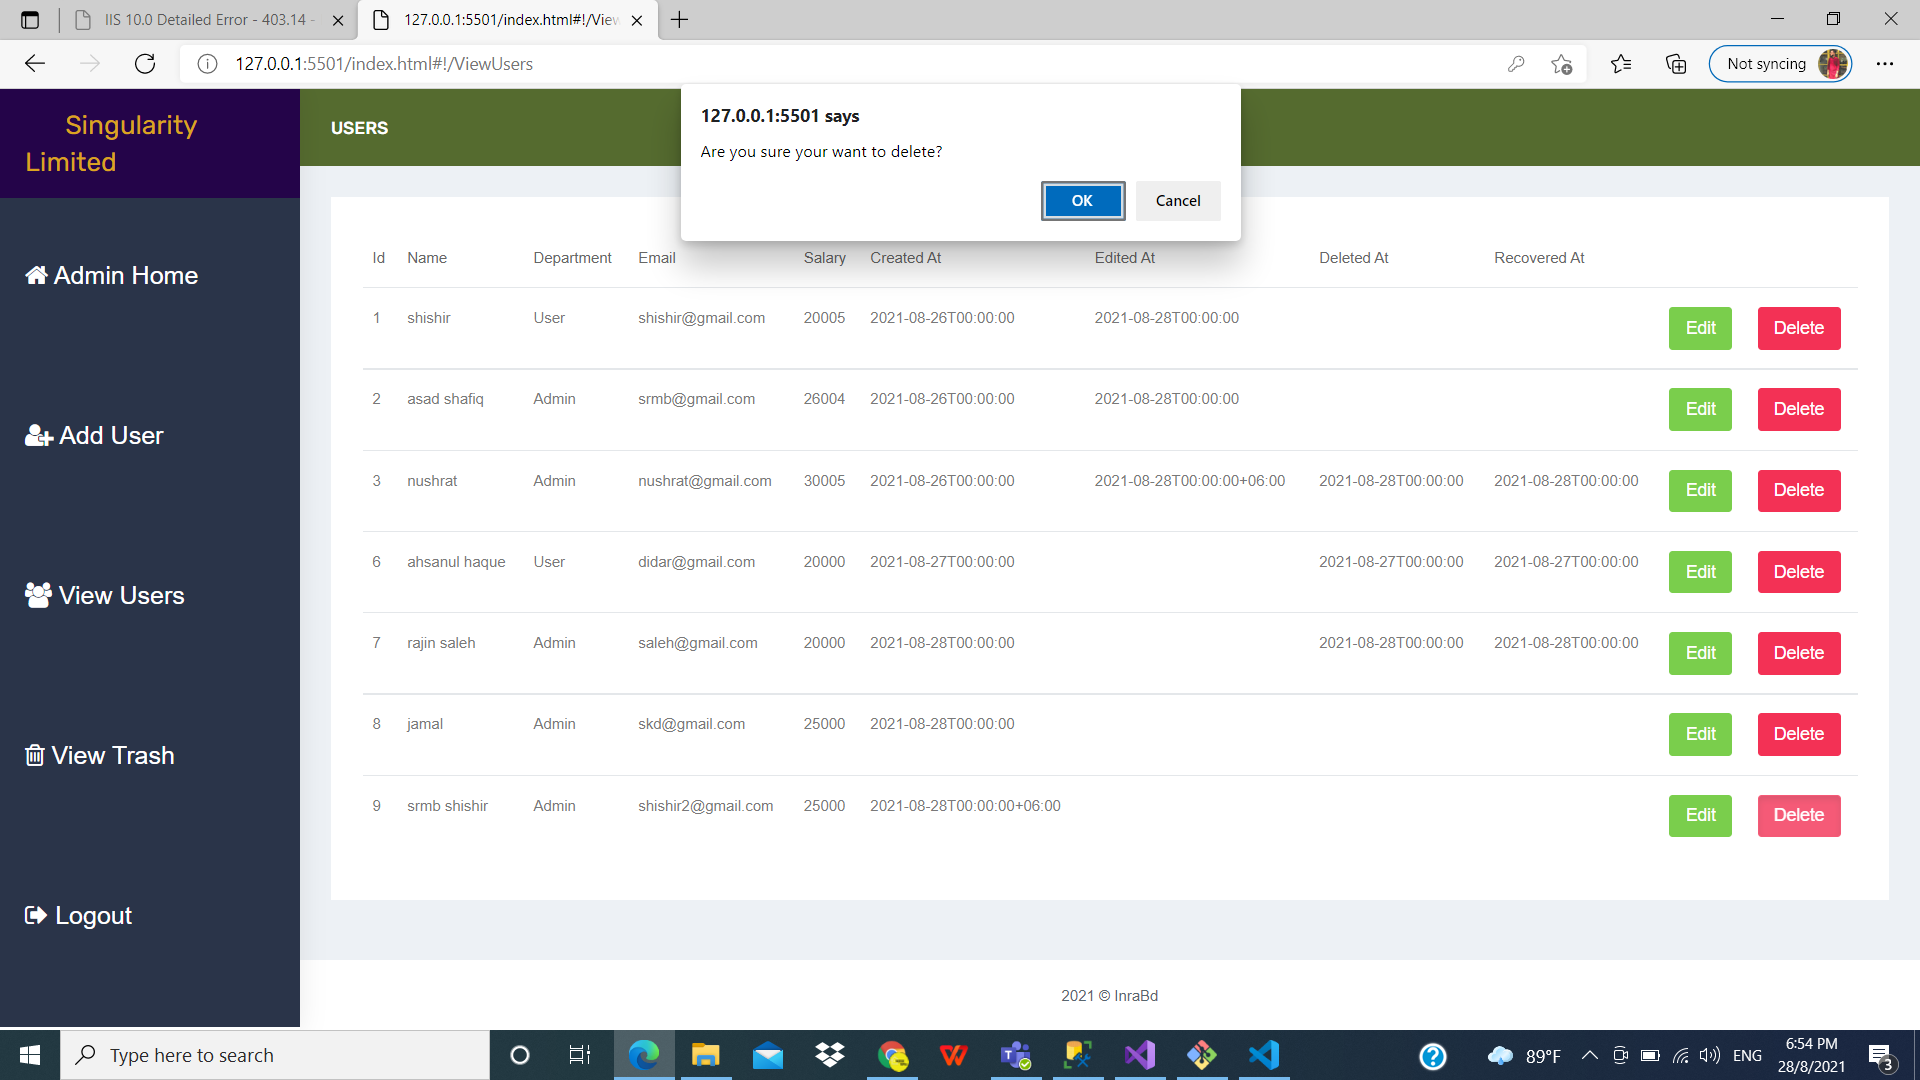 IIS 10.0 Detailed Error - 403.14 -
127.0.0.1:5501/index.html#!/View
127.0.0.1:5501/index.html#!/ViewUsers
Not syncing
127.0.0.1:5501 says
Are you sure your want to delete?
OK Cancel
Singularity
Limited
USERS
Admin Home
Add User
View Users
View Trash
Logout
Id Name Department Email Salary Created At Edited At Deleted At Recovered At
1 shishir User shishir@gmail.com 20005 2021-08-26T00:00:00 2021-08-28T00:00:00 Edit Delete
2 asad shafiq Admin srmb@gmail.com 26004 2021-08-26T00:00:00 2021-08-28T00:00:00 Edit Delete
3 nushrat Admin nushrat@gmail.com 30005 2021-08-26T00:00:00 2021-08-28T00:00:00+06:00 2021-08-28T00:00:00 2021-08-28T00:00:00 Edit Delete
6 ahsanul haque User didar@gmail.com 20000 2021-08-27T00:00:00 2021-08-27T00:00:00 2021-08-27T00:00:00 Edit Delete
7 rajin saleh Admin saleh@gmail.com 20000 2021-08-28T00:00:00 2021-08-28T00:00:00 2021-08-28T00:00:00 Edit Delete
8 jamal Admin skd@gmail.com 25000 2021-08-28T00:00:00 Edit Delete
9 srmb shishir Admin shishir2@gmail.com 25000 2021-08-28T00:00:00+06:00 Edit Delete
2021 © InraBd
Type here to search
89°F ENG
6:54 PM
28/8/2021
3